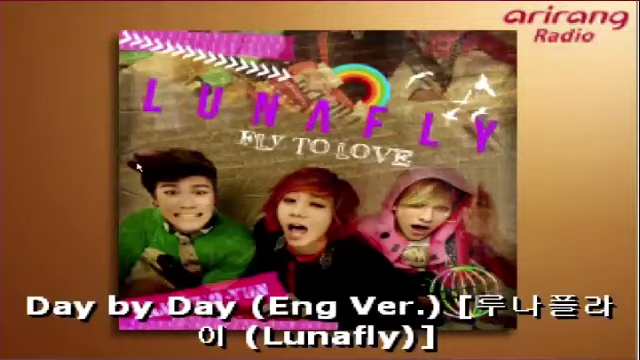 arirang
Radio
LUNAFLY
FLY TO LOVE
Day by Day (Eng Ver.) [루나플라
이 (Lunafly)]